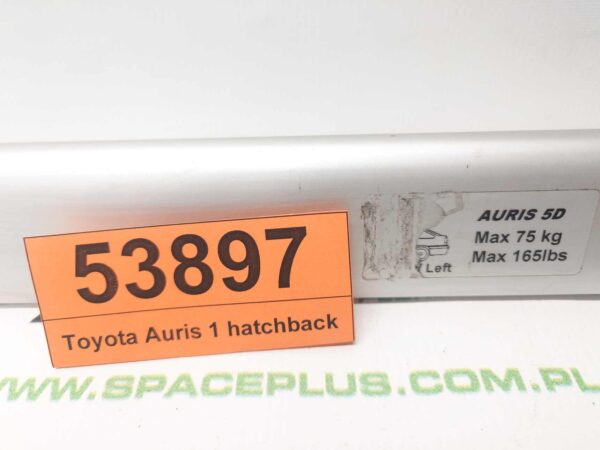 AURIS 5D
Max 75 kg
Max 165lbs
Left
53897
Toyota Auris 1 hatchback
WWW.SPACEPLUS.COM.PL